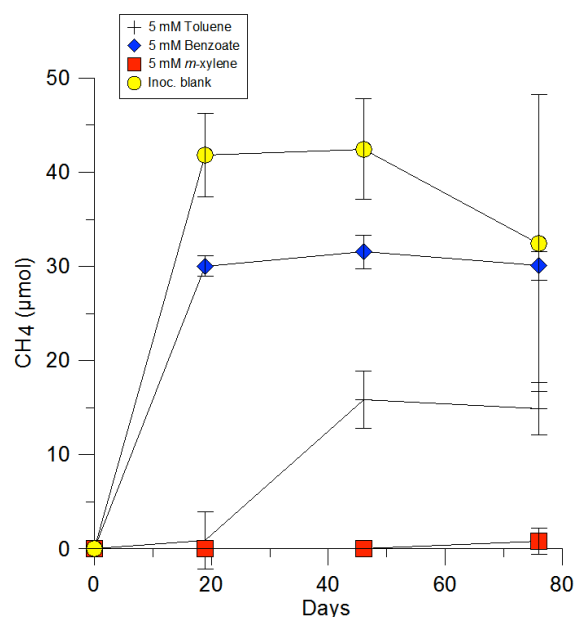 5 mM Toluene
5 mM Benzoate
5 mM m-xylene
Inoc. blank
50
40
30
20
10
0
CH4 (μmol)
0 20 40 60 80
Days